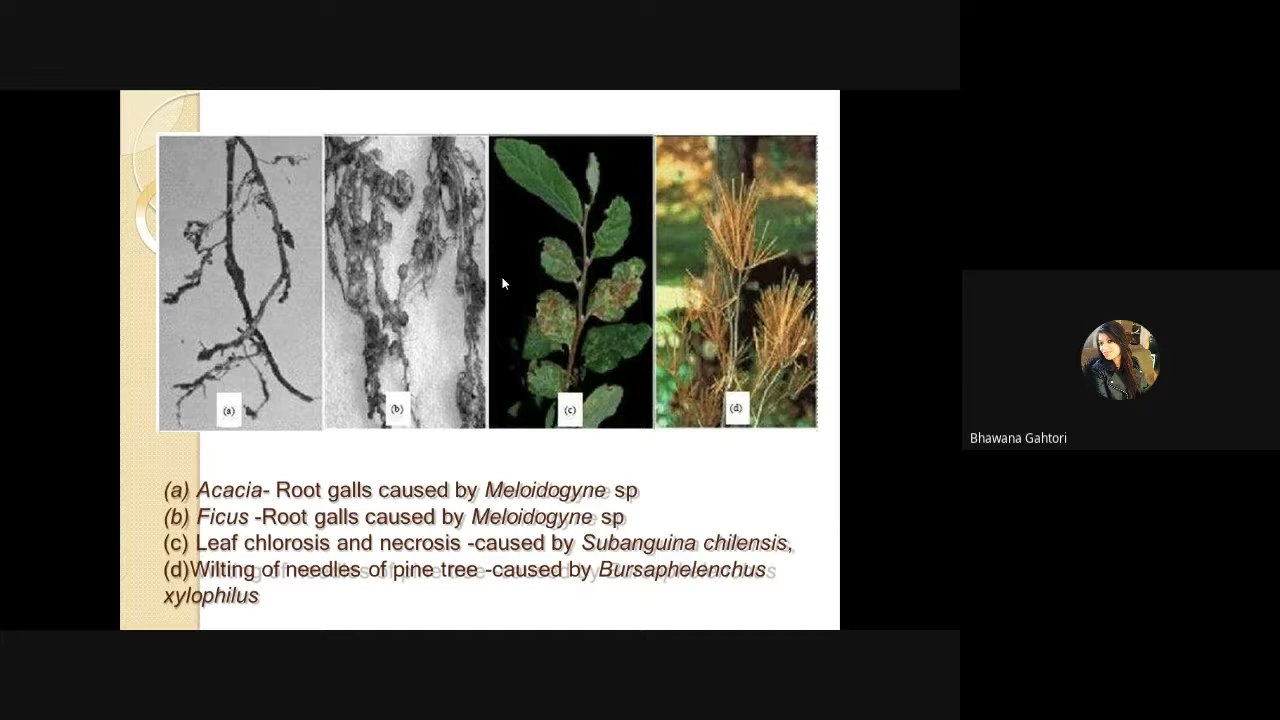 (a)
(b)
(c)
(d)
Bhawana Gahtori
(a) Acacia- Root galls caused by Meloidogyne sp
(b) Ficus -Root galls caused by Meloidogyne sp
(c) Leaf chlorosis and necrosis -caused by Subanguina chilensis,
(d)Wilting of needles of pine tree -caused by Bursaphelenchus
xylophilus